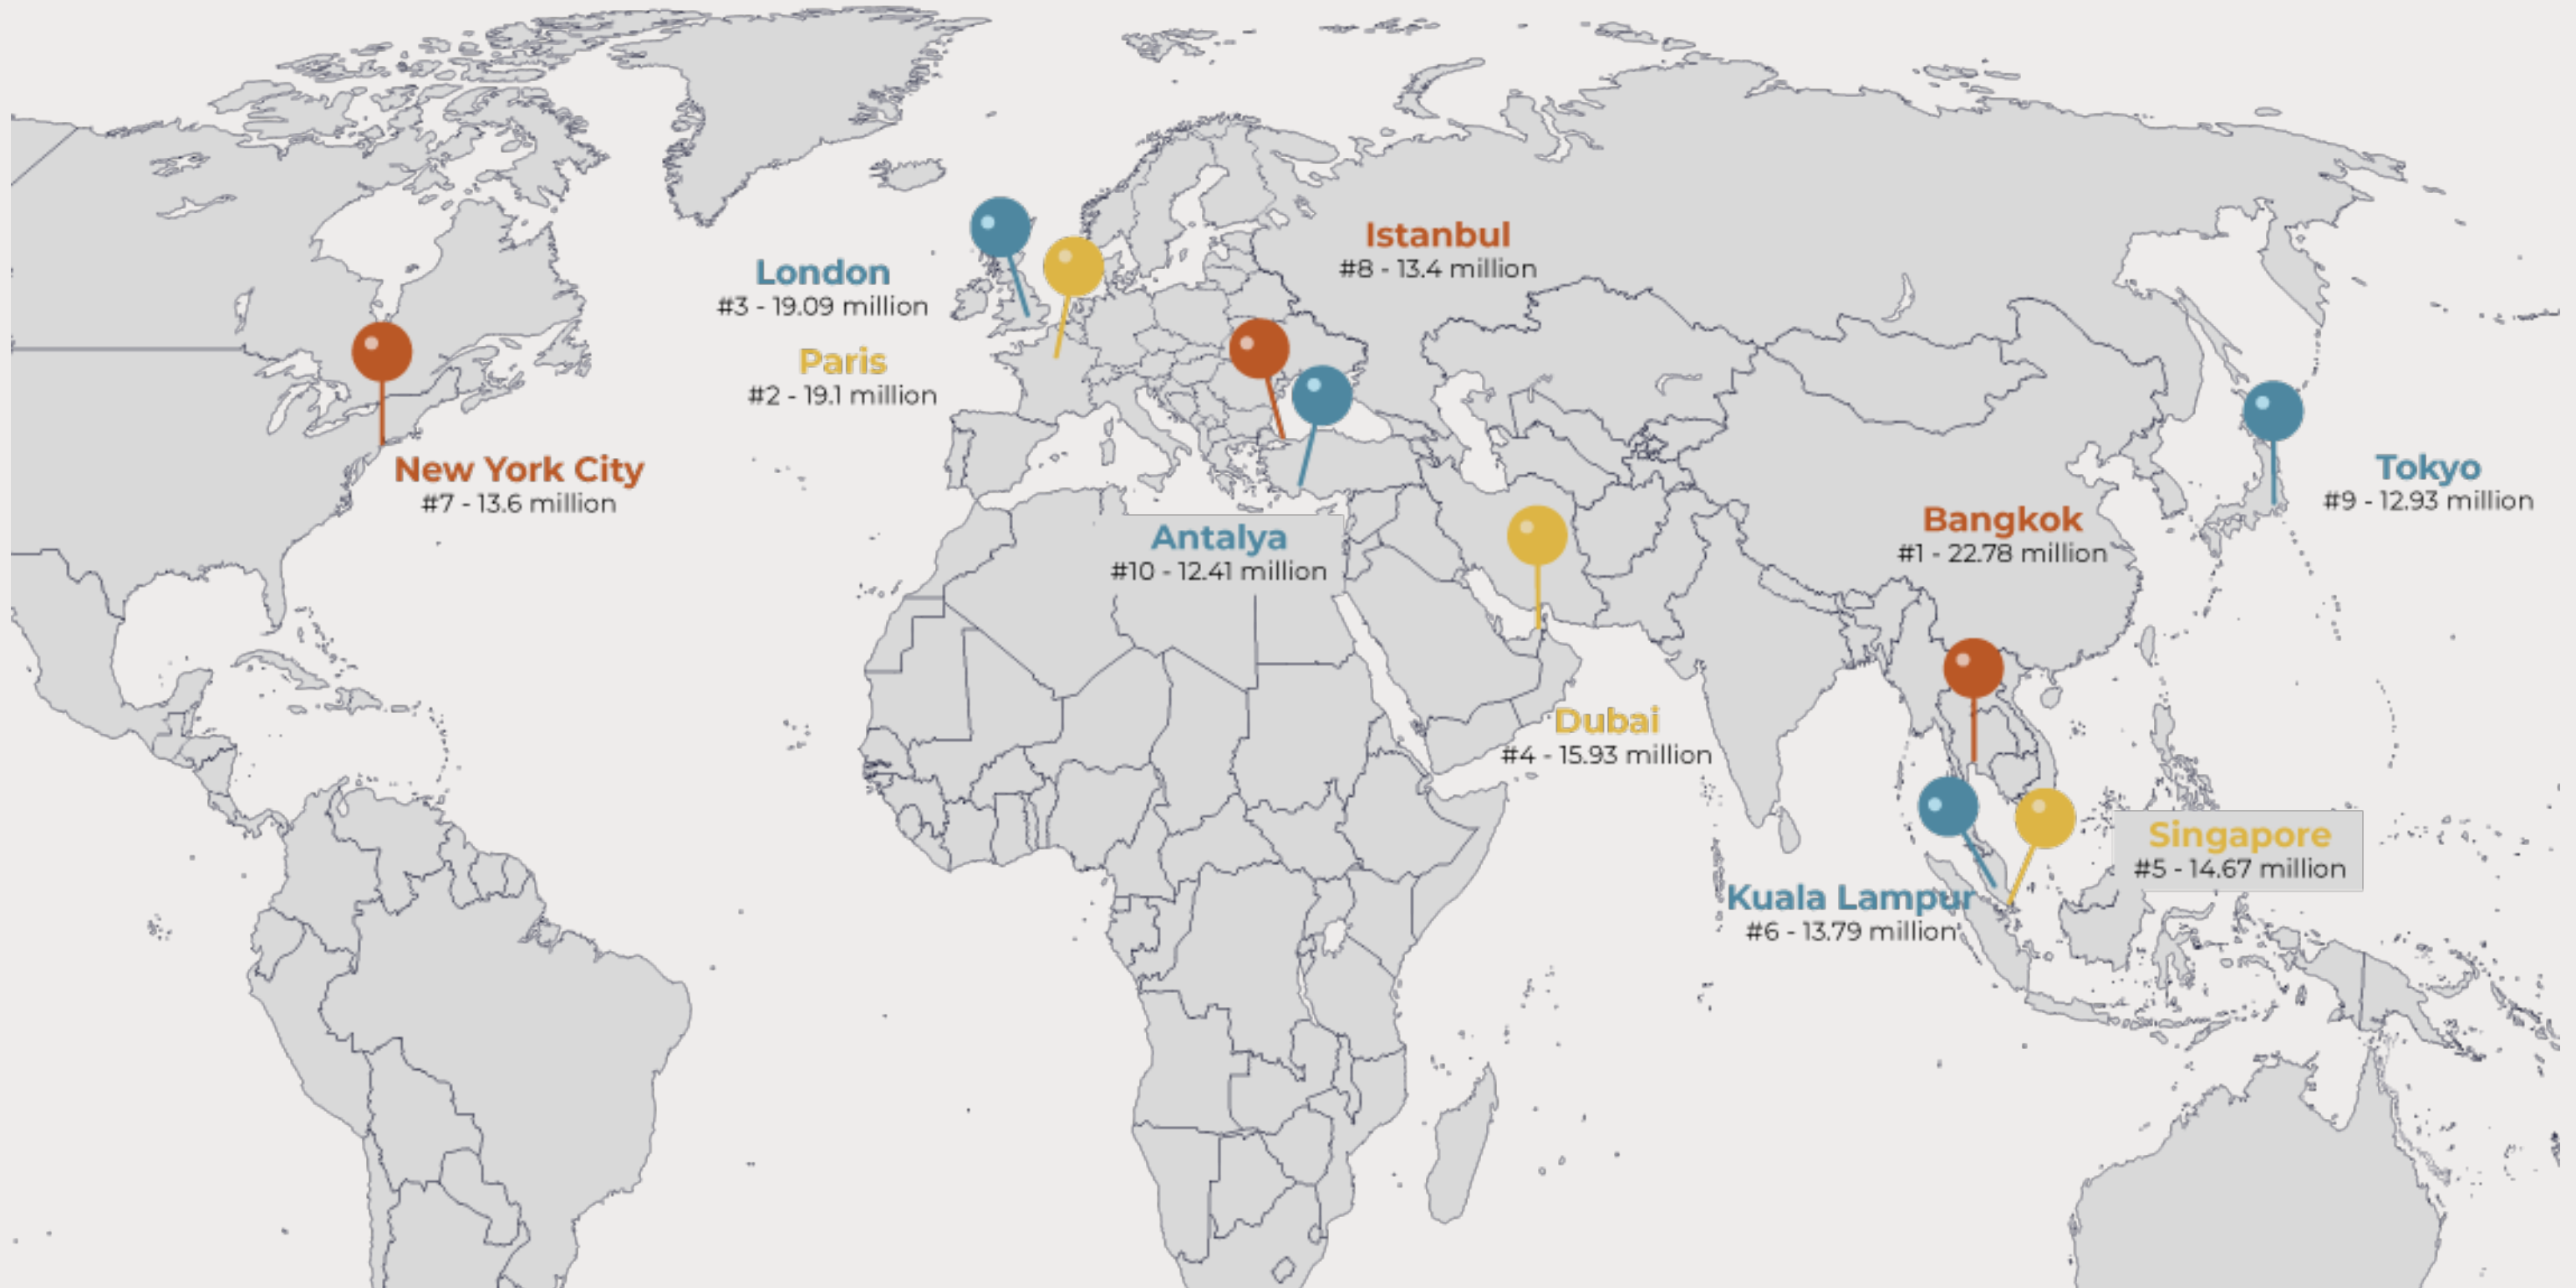 Istanbul
#8 - 13.4 million
London
#3 - 19.09 million
Paris
#2 - 19.1 million
New York City
#7 - 13.6 million
Tokyo
#9 - 12.93 million
Bangkok
#1 - 22.78 million
Antalya
#10 - 12.41 million
Dubai
#4 - 15.93 million
Singapore
#5 - 14.67 million
Kuala Lampur
#6 - 13.79 million